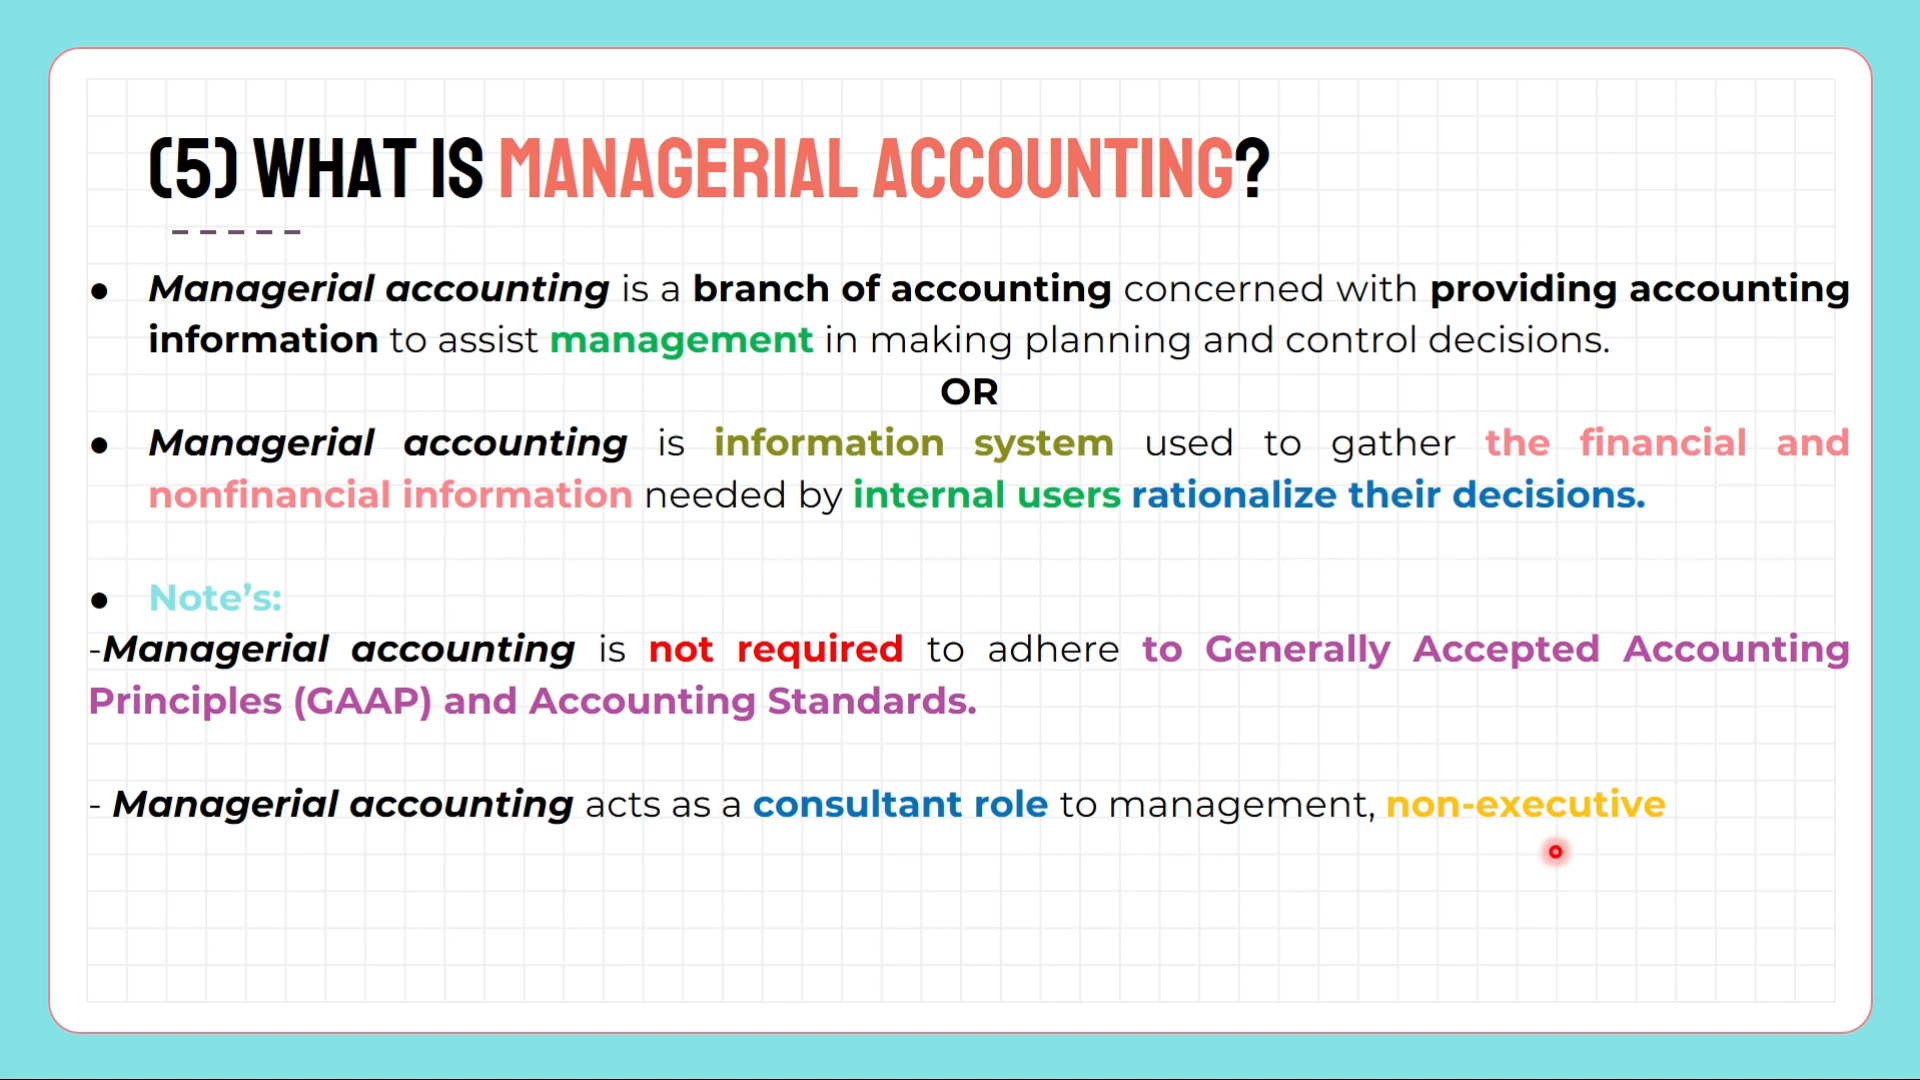 (5) WHAT IS MANAGERIAL ACCOUNTING?
● Managerial accounting is a branch of accounting concerned with providing accounting
information to assist management in making planning and control decisions.
OR
● Managerial accounting is information system used to gather the financial and
nonfinancial information needed by internal users rationalize their decisions.
● Note’s:
-Managerial accounting is not required to adhere to Generally Accepted Accounting
Principles (GAAP) and Accounting Standards.
- Managerial accounting acts as a consultant role to management, non-executive